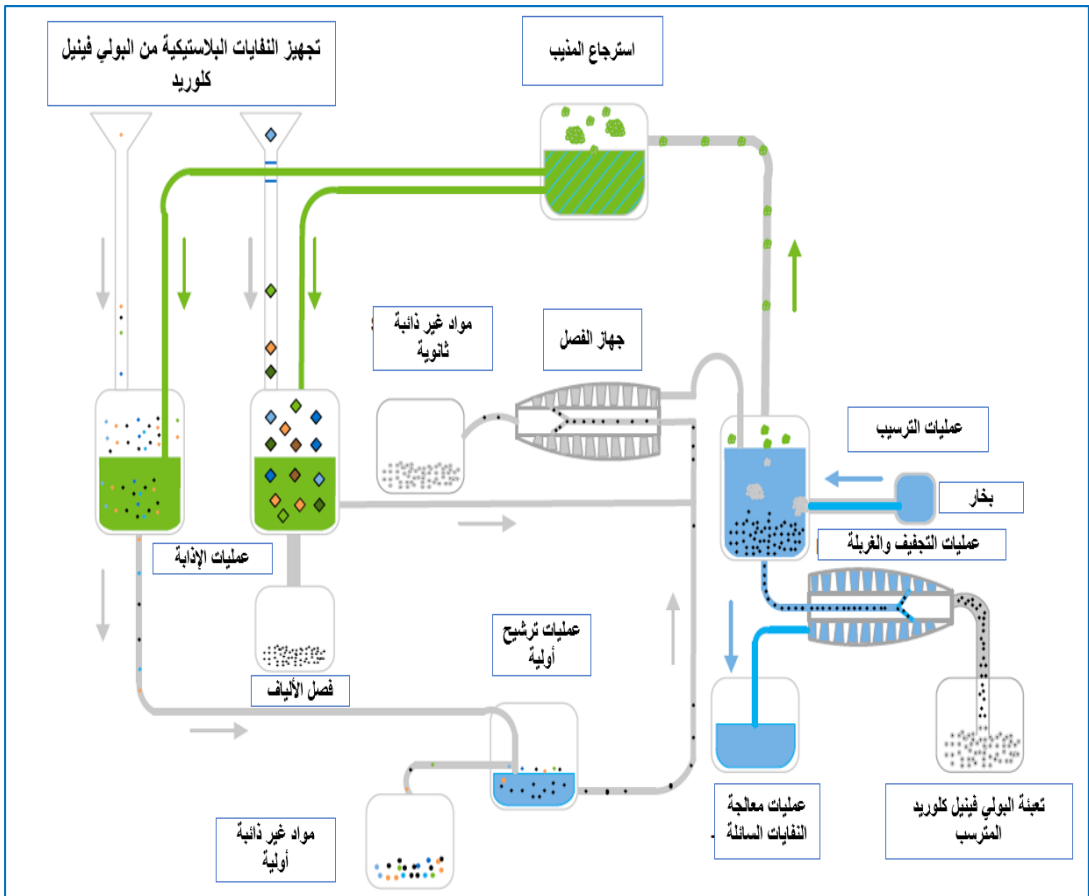 تجهيز النفايات البلاستيكية من البولي فينيل
كلوريد
استرجاع المذيب
مواد غير ذائبة
ثانوية
جهاز الفصل
عمليات الترسيب
بخار
عمليات التجفيف والغربلة
عمليات الإذابة
عمليات ترشيح
أولية
فصل الألياف
مواد غير ذائبة
أولية
عمليات معالجة
النفايات السائلة
تعبئة البولي فينيل كلوريد
المترسب